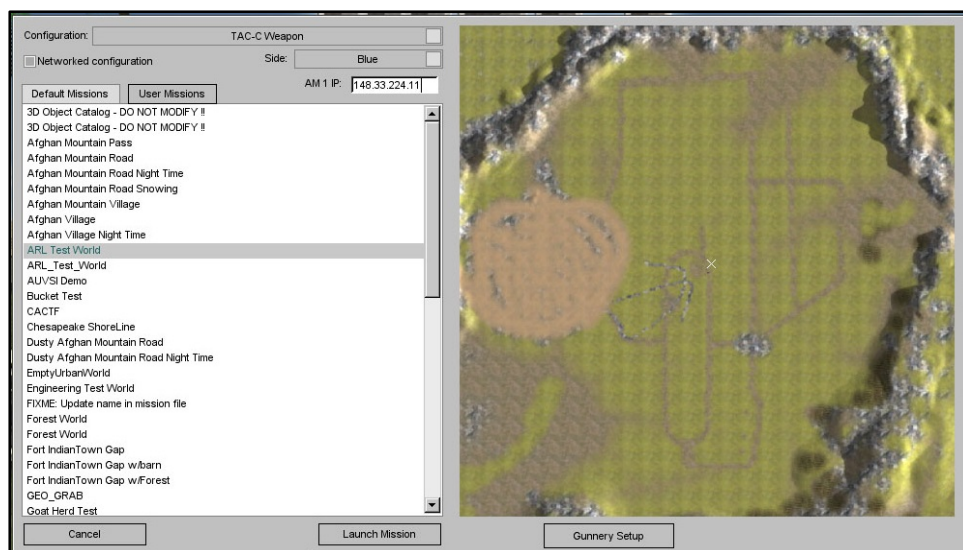 Configuration: TAC-C Weapon
Networked configuration Side: Blue
AM 1 IP: 148.33.224.11
Default Missions User Missions
3D Object Catalog - DO NOT MODIFY !!
3D Object Catalog - DO NOT MODIFY !!
Afghan Mountain Pass
Afghan Mountain Road
Afghan Mountain Road Night Time
Afghan Mountain Road Snowing
Afghan Mountain Village
Afghan Village
Afghan Village Night Time
ARL Test World
ARL_Test_World
AUVSI Demo
Bucket Test
CACTF
Chesapeake ShoreLine
Dusty Afghan Mountain Road
Dusty Afghan Mountain Road Night Time
EmptyUrbanWorld
Engineering Test World
FIXME: Update name in mission file
Forest World
Forest World
Fort IndianTown Gap
Fort IndianTown Gap w/barn
Fort IndianTown Gap w/Forest
GEO_GRAB
Goat Herd Test
Cancel Launch Mission Gunnery Setup